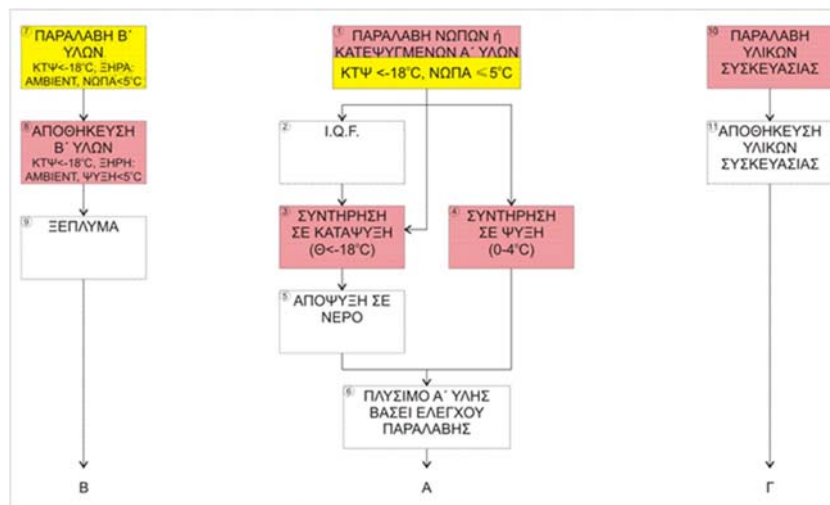 7
ΠΑΡΑΛΑΒΗ Β΄
ΥΛΩΝ
ΚΤΨ<-18°C, ΞΗΡΑ:
AMBIENT, ΝΩΠΑ<5°C
8
ΑΠΟΘΗΚΕΥΣΗ
Β΄ ΥΛΩΝ
ΚΤΨ<-18°C, ΞΗΡΗ:
AMBIENT, ΨΥΞΗ<5°C
9
ΞΕΠΛΥΜΑ
Β
1
ΠΑΡΑΛΑΒΗ ΝΩΠΩΝ ή
ΚΑΤΕΨΥΓΜΕΝΩΝ Α΄ ΥΛΩΝ
ΚΤΨ <-18°C, ΝΩΠΑ ⩽5°C
2
I.Q.F.
3
ΣΥΝΤΗΡΗΣΗ
ΣΕ ΚΑΤΑΨΥΞΗ
(Θ<-18°C)
4
ΣΥΝΤΗΡΗΣΗ
ΣΕ ΨΥΞΗ
(0-4°C)
5
ΑΠΟΨΥΞΗ ΣΕ
ΝΕΡΟ
6
ΠΛΥΣΙΜΟ Α΄ ΥΛΗΣ
ΒΑΣΕΙ ΕΛΕΓΧΟΥ
ΠΑΡΑΛΑΒΗΣ
Α
10
ΠΑΡΑΛΑΒΗ
ΥΛΙΚΩΝ
ΣΥΣΚΕΥΑΣΙΑΣ
11
ΑΠΟΘΗΚΕΥΣΗ
ΥΛΙΚΩΝ
ΣΥΣΚΕΥΑΣΙΑΣ
Γ